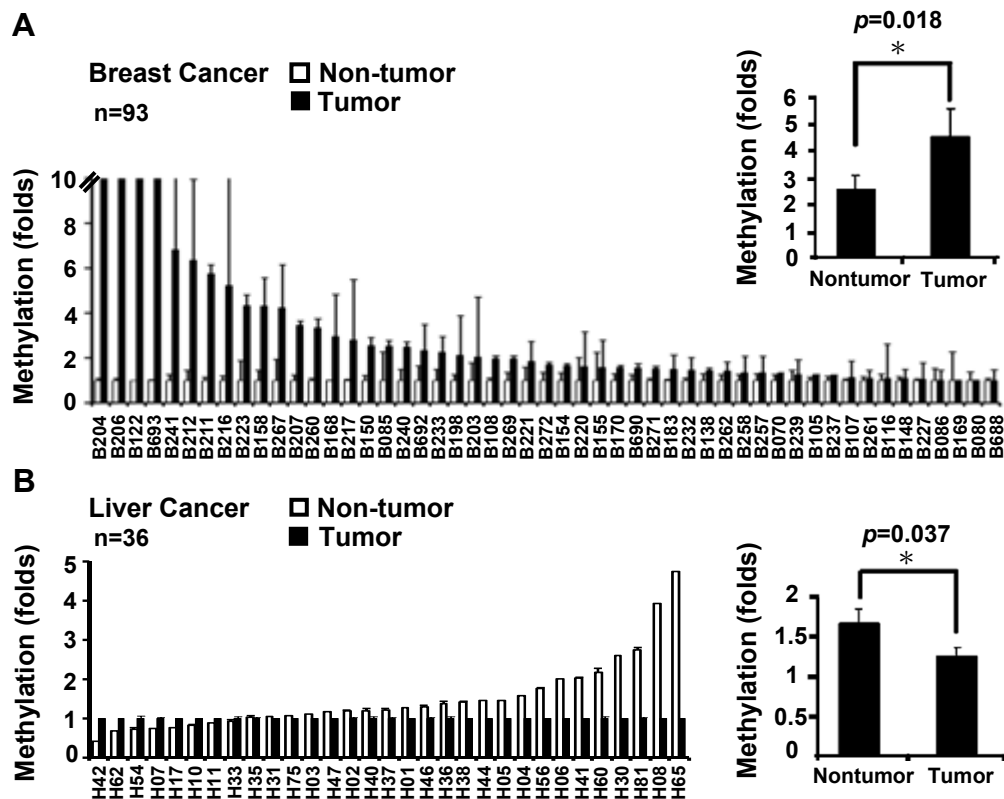 A
Breast Cancer
n=93
Non-tumor
Tumor
Methylation (folds)
10
8
6
4
2
0
B204 B206 B122 B693 B241 B212 B211 B216 B223 B158 B267 B207 B260 B168 B217 B150 B085 B240 B692 B233 B198 B203 B108 B269 B221 B272 B154 B220 B155 B170 B690 B271 B183 B232 B138 B262 B258 B257 B070 B239 B105 B237 B107 B261 B116 B148 B227 B086 B169 B080 B688
p=0.018
*
Methylation (folds)
6
5
4
3
2
1
0
Nontumor Tumor
B
Liver Cancer
n=36
Non-tumor
Tumor
Methylation (folds)
5
4
3
2
1
0
H42 H62 H54 H07 H17 H10 H11 H33 H35 H31 H75 H03 H47 H02 H40 H37 H01 H46 H36 H38 H44 H05 H04 H56 H06 H41 H60 H30 H81 H08 H65
p=0.037
*
Methylation (folds)
2
1.5
1
0.5
0
Nontumor Tumor